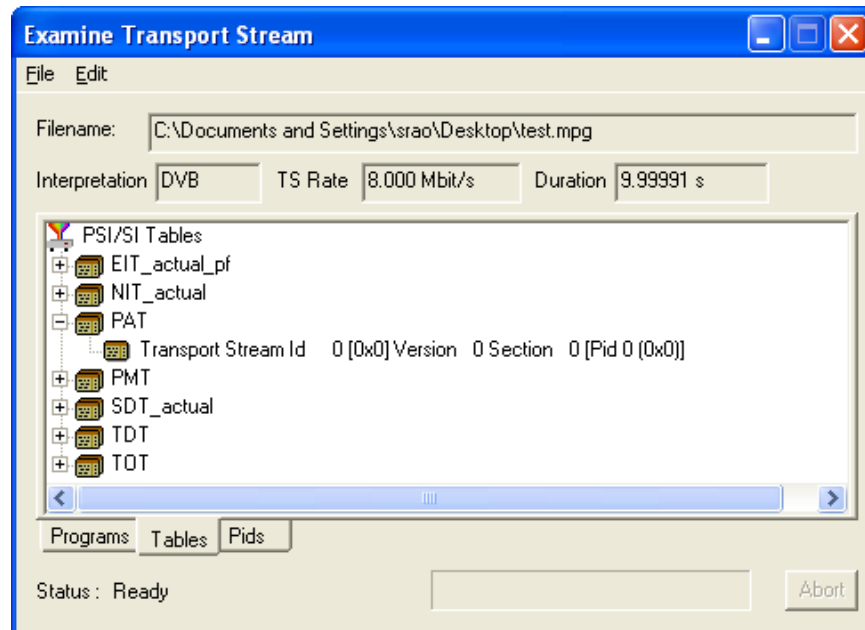 Examine Transport Stream
File Edit
Filename: C:\Documents and Settings\srao\Desktop\test.mpg
Interpretation DVB TS Rate 8.000 Mbit/s Duration 9.99991 s
PSI/SI Tables
EIT_actual_pf
NIT_actual
PAT
Transport Stream Id 0 [0x0] Version 0 Section 0 [Pid 0 (0x0)]
PMT
SDT_actual
TDT
TOT
Programs Tables Pids
Status : Ready Abort